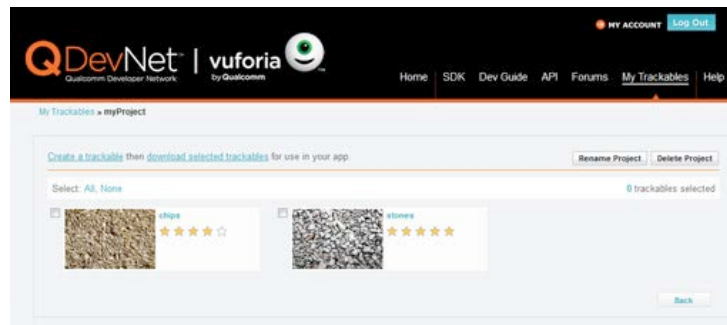 MY ACCOUNT Log Out
QDevNet | vuforia
Qualcomm Developer Network by Qualcomm
Home SDK Dev Guide API Forums My Trackables Help
My Trackables » myProject
Create a trackable then download selected trackables for use in your app.
Rename Project Delete Project
Select: All, None
0 trackables selected
chips
stones
Back